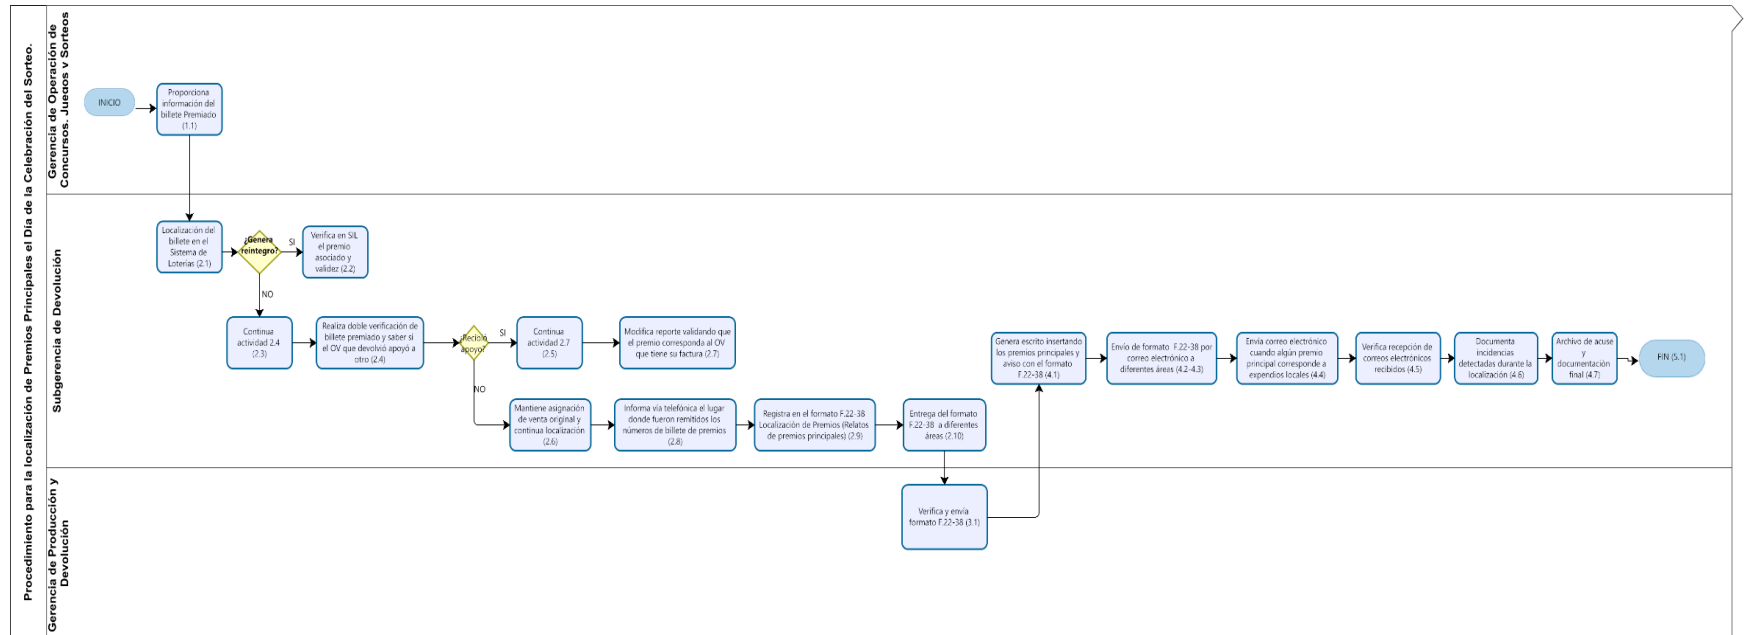 Procedimiento para la localización de Premios Principales el Día de la Celebración del Sorteo.
Gerencia de Operación de
Concursos. Juegos y Sorteos
INICIO
Proporciona
información del
billete Premiado
(1.1)
Subgerencia de Devolución
Localización del
billete en el
Sistema de
Loterías (2.1)
¿Genera
reintegro?
SI
Verifica en SIL
el premio
asociado y
validez (2.2)
NO
Continua
actividad 2.4
(2.3)
Realiza doble verificación de
billete premiado y saber si
el OV que devolvió apoyó a
otro (2.4)
¿Recibió
apoyo?
SI
Continua
actividad 2.7
(2.5)
Modifica reporte validando que
el premio corresponda al OV
que tiene su factura (2.7)
NO
Mantiene asignación
de venta original y
continua localización
(2.6)
Informa vía telefónica el lugar
donde fueron remitidos los
números de billete de premios
(2.8)
Registra en el formato F.22-38
Localización de Premios (Relatos
de premios principales) (2.9)
Entrega del formato
F.22-38 a diferentes
áreas (2.10)
Genera escrito insertando
los premios principales y
aviso con el formato
F.22-38 (4.1)
Envío de formato F.22-38 por
correo electrónico a
diferentes áreas (4.2-4.3)
Envía correo electrónico
cuando algún premio
principal corresponde a
expendios locales (4.4)
Verifica recepción de
correos electrónicos
recibidos (4.5)
Documenta
incidencias
detectadas durante la
localización (4.6)
Archivo de acuse
y
documentación
final (4.7)
FIN (5.1)
Gerencia de Producción y
Devolución
Verifica y envía
formato F.22-38 (3.1)